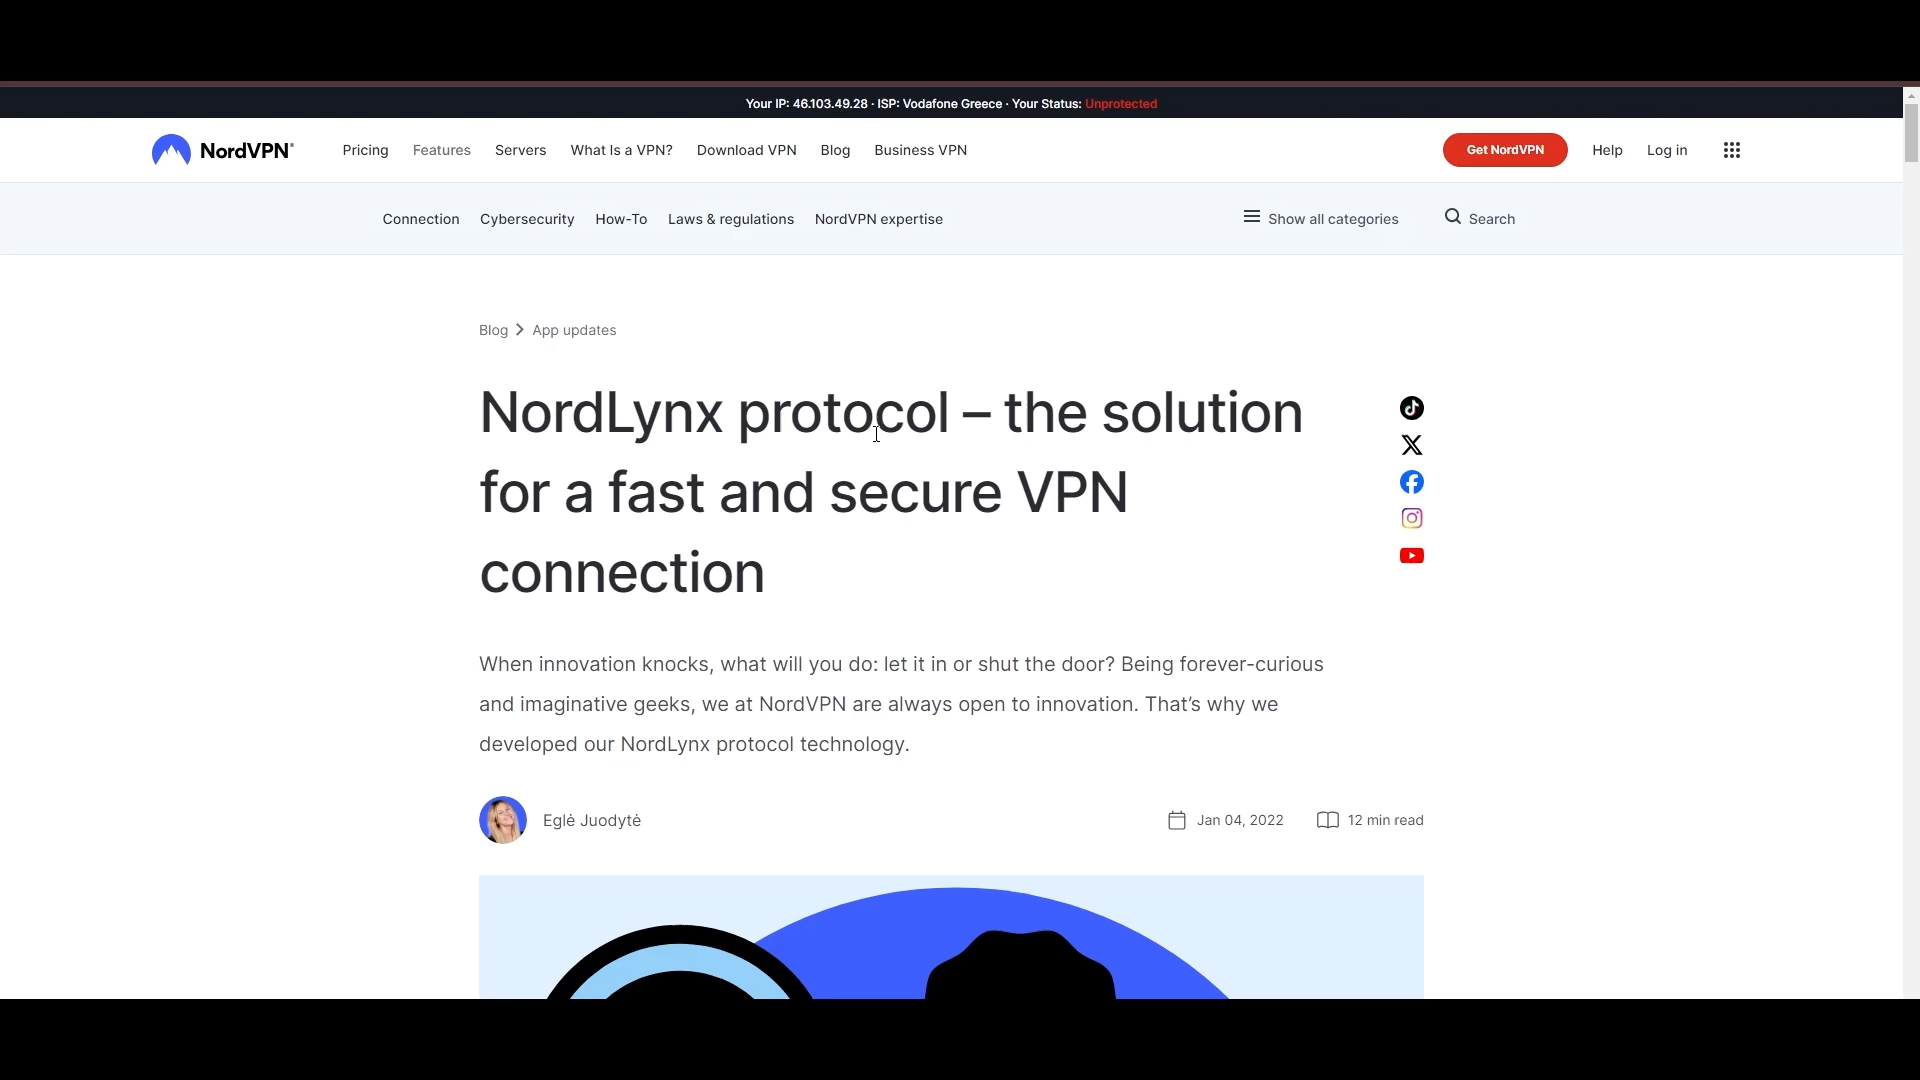 Your IP: 46.103.49.28 · ISP: Vodafone Greece · Your Status: Unprotected
NordVPN® Pricing Features Servers What Is a VPN? Download VPN Blog Business VPN Get NordVPN Help Log in
Connection Cybersecurity How-To Laws & regulations NordVPN expertise Show all categories Search
Blog App updates
NordLynx protocol – the solution
for a fast and secure VPN
connection
When innovation knocks, what will you do: let it in or shut the door? Being forever-curious
and imaginative geeks, we at NordVPN are always open to innovation. That’s why we
developed our NordLynx protocol technology.
Eglė Juodytė Jan 04, 2022 12 min read